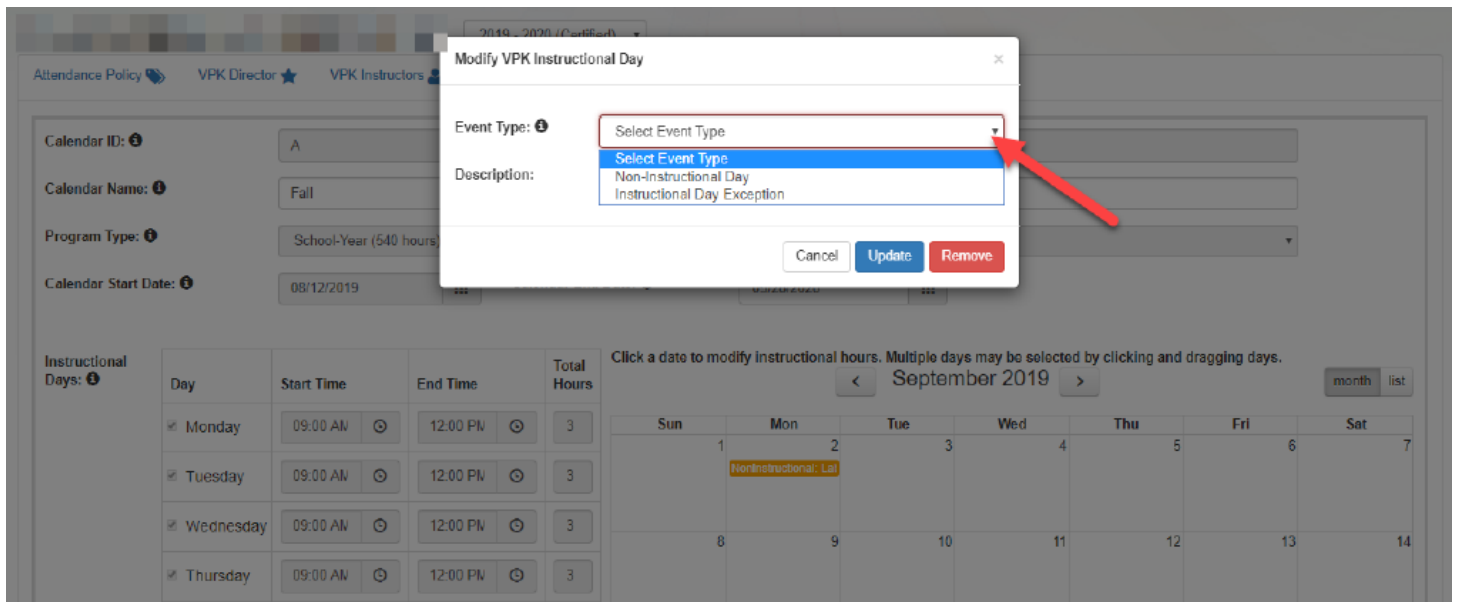 2019 - 2020 (Certified)
Attendance Policy VPK Director VPK Instructors
Modify VPK Instructional Day ×
Event Type:
Select Event Type
Select Event Type
Non-Instructional Day
Instructional Day Exception
Description:
Cancel Update Remove
Calendar ID: A
Calendar Name: Fall
Program Type: School-Year (540 hours)
Calendar Start Date: 08/12/2019
Instructional Days:
Day Start Time End Time Total Hours
Monday 09:00 AM 12:00 PM 3
Tuesday 09:00 AM 12:00 PM 3
Wednesday 09:00 AM 12:00 PM 3
Thursday 09:00 AM 12:00 PM 3
Click a date to modify instructional hours. Multiple days may be selected by clicking and dragging days.
< September 2019 > month list
Sun Mon Tue Wed Thu Fri Sat
1 2 3 4 5 6 7
NonInstructional: Lal
8 9 10 11 12 13 14